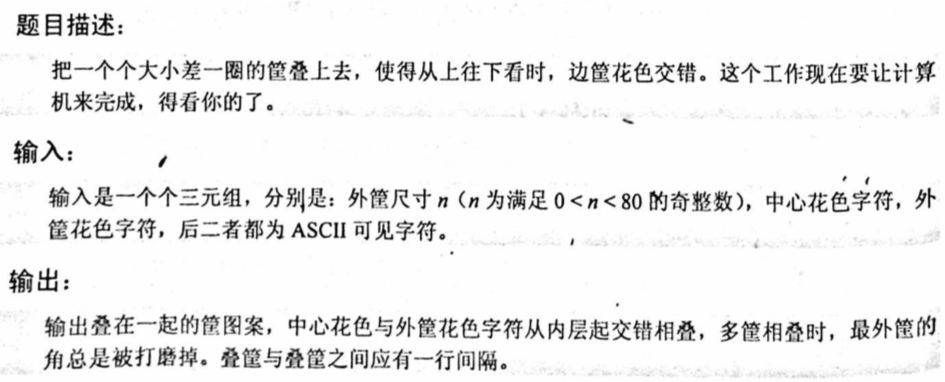 题目描述：
把一个个大小差一圈的筐叠上去，使得从上往下看时，边筐花色交错。这个工作现在要让计算
机来完成，得看你的了。
输入：
输入是一个个三元组，分别是：外筐尺寸 n（n 为满足 0<n<80 的奇整数），中心花色字符，外
筐花色字符，后二者都为 ASCII 可见字符。
输出：
输出叠在一起的筐图案，中心花色与外筐花色字符从内层起交错相叠，多筐相叠时，最外筐的
角总是被打磨掉。叠筐与叠筐之间应有一行间隔。